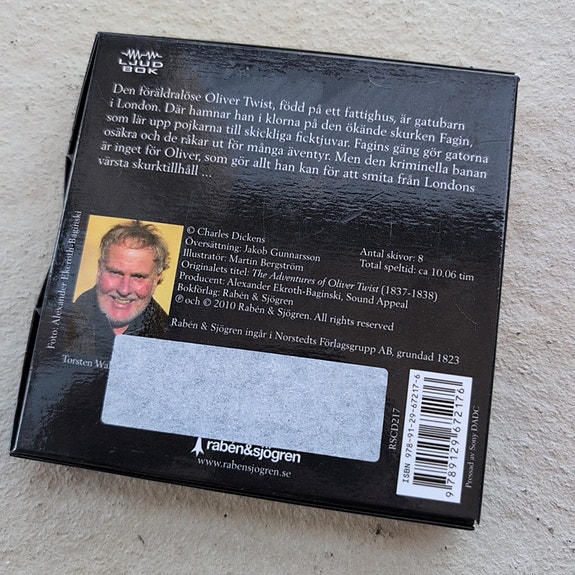 LJUD
BOK
Den föräldralöse Oliver Twist, född på ett fattighus, är gatubarn
i London. Där hamnar han i klorna på den ökände skurken Fagin,
som lär upp pojkarna till skickliga ficktjuvar. Fagins gäng gör gatorna
osäkra och de råkar ut för många äventyr. Men den kriminella banan
är inget för Oliver, som gör allt han kan för att smita från Londons
värsta skurktillhåll ...
© Charles Dickens
Översättning: Jakob Gunnarsson
Illustratör: Martin Bergström
Originalets titel: The Adventures of Oliver Twist (1837-1838)
Producent: Alexander Ekroth-Baginski, Sound Appeal
Bokförlag: Rabén & Sjögren
℗ och © 2010 Rabén & Sjögren. All rights reserved
Antal skivor: 8
Total speltid: ca 10.06 tim
Rabén & Sjögren ingår i Norstedts Förlagsgrupp AB, grundad 1823
Foto: Alexander Ekeroth-Baginski
Torsten
rabén&sjögren
www.rabensjogren.se
RSCD217
ISBN 978-91-29-67217-6
9 789129 672176
Pressad av Sony DADC